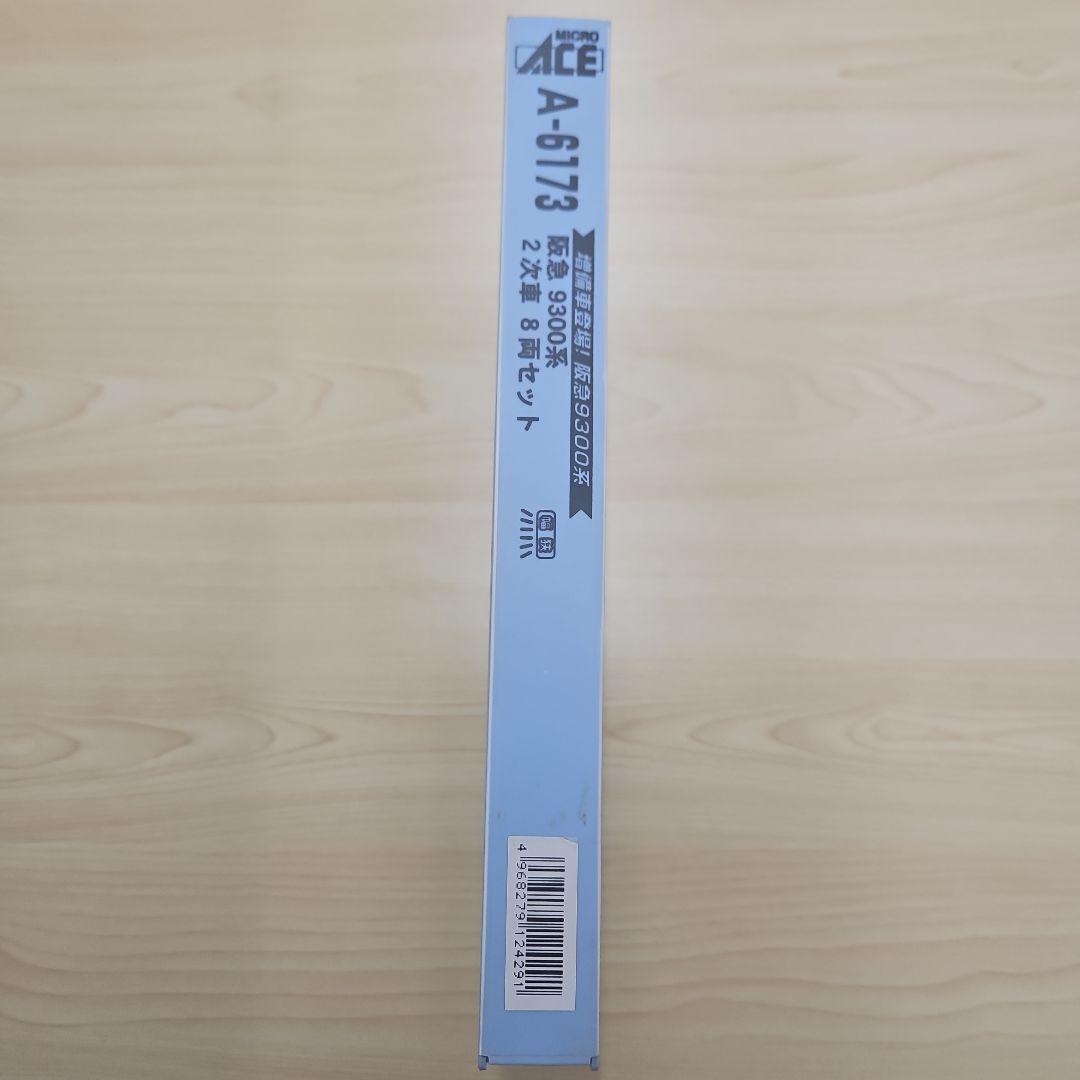 MICRO
ACE
A-6173
増備車登場! 阪急9300系
阪急 9300系
2次車 8両セット
4 968279 124291